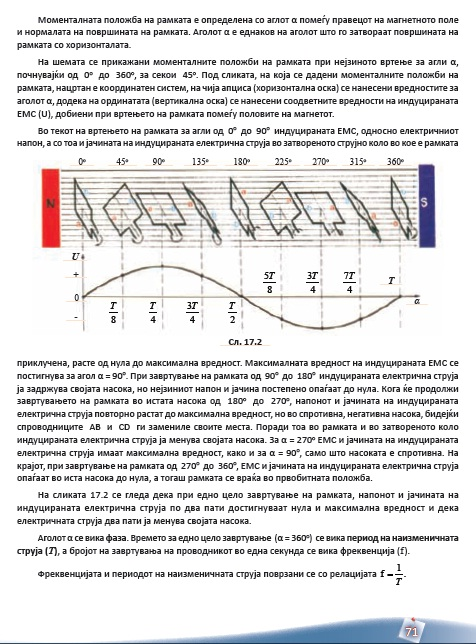 Моменталната положба на рамката е определена со аглот α помеѓу правецот на магнетното поле
и нормалата на површината на рамката. Аголот α е еднаков на аголот што го затвораат површината на
рамката со хоризонталата.
На шемата се прикажани моменталните положби на рамката при нејзиното вртење за агли α,
почнувајќи од 0° до 360°, за секои 45°. Под сликата, на која се дадени моменталните положби на
рамката, нацртан е координатен систем, на чија апциса (хоризонтална оска) се нанесени вредностите за
аголот α, додека на ординатата (вертикална оска) се нанесени соодветните вредности на индуцираната
ЕМС (U), добиени при вртењето на рамката помеѓу половите на магнетот.
Во текот на вртењето на рамката за агли од 0° до 90° индуцираната ЕМС, односно електричниот
напон, а со тоа и јачината на индуцираната електрична струја во затвореното струјно коло во кое е рамката
0° 45° 90° 135° 180° 225° 270° 315° 360°
N S
U
+
0
-
T/8 T/4 3T/4 T/2 5T/8 3T/4 7T/4 T α
Сл. 17.2
приклучена, расте од нула до максимална вредност. Максималната вредност на индуцираната ЕМС се
постигнува за агол α = 90°. При завртување на рамката од 90° до 180° индуцираната електрична струја
ја задржува својата насока, но нејзиниот напон и јачина постепено опаѓаат до нула. Кога ќе продолжи
завртувањето на рамката во истата насока од 180° до 270°, напонот и јачината на индуцираната
електрична струја повторно растат до максимална вредност, но во спротивна, негативна насока, бидејќи
спроводниците AB и CD ги замениле своите места. Поради тоа во рамката и во затвореното коло
индуцираната електрична струја ја менува својата насока. За α = 270° ЕМС и јачината на индуцираната
електрична струја имаат максимална вредност, како и за α = 90°, само што насоката е спротивна. На
крајот, при завртување на рамката од 270° до 360°, ЕМС и јачината на индуцираната електрична струја
опаѓаат во иста насока до нула, а тогаш рамката се враќа во првобитната положба.
На сликата 17.2 се гледа дека при едно цело завртување на рамката, напонот и јачината на
индуцираната електрична струја по два пати достигнуваат нула и максимална вредност и дека
електричната струја два пати ја менува својата насока.
Аголот α се вика фаза. Времето за едно цело завртување (α = 360°) се вика период на наизменичната
струја (T), а бројот на завртувања на проводникот во една секунда се вика фреквенција (f).
Фреквенцијата и периодот на наизменичната струја поврзани се со релацијата f = 1/T.
71